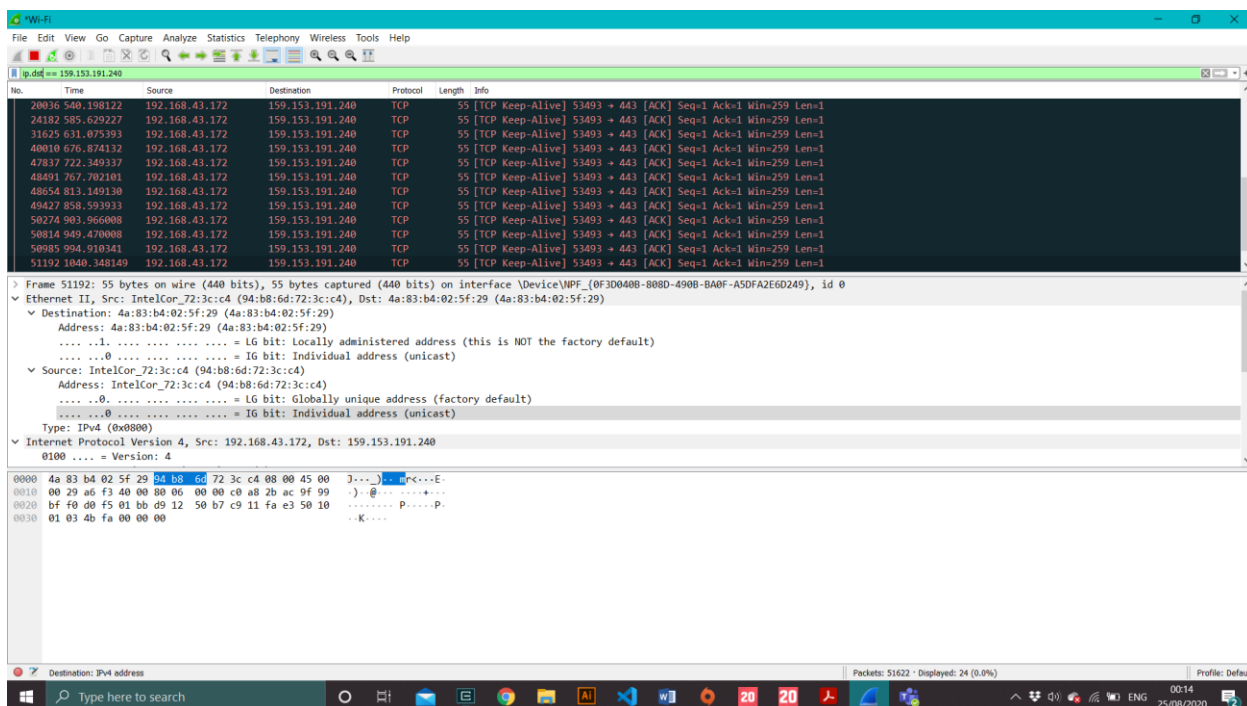 *Wi-Fi
File Edit View Go Capture Analyze Statistics Telephony Wireless Tools Help
ip.dst == 159.153.191.240
No. Time Source Destination Protocol Length Info
20036 540.198122 192.168.43.172 159.153.191.240 TCP 55 [TCP Keep-Alive] 53493 → 443 [ACK] Seq=1 Ack=1 Win=259 Len=1
24182 585.629227 192.168.43.172 159.153.191.240 TCP 55 [TCP Keep-Alive] 53493 → 443 [ACK] Seq=1 Ack=1 Win=259 Len=1
31625 631.075393 192.168.43.172 159.153.191.240 TCP 55 [TCP Keep-Alive] 53493 → 443 [ACK] Seq=1 Ack=1 Win=259 Len=1
40010 676.874132 192.168.43.172 159.153.191.240 TCP 55 [TCP Keep-Alive] 53493 → 443 [ACK] Seq=1 Ack=1 Win=259 Len=1
47837 722.349337 192.168.43.172 159.153.191.240 TCP 55 [TCP Keep-Alive] 53493 → 443 [ACK] Seq=1 Ack=1 Win=259 Len=1
48491 767.702101 192.168.43.172 159.153.191.240 TCP 55 [TCP Keep-Alive] 53493 → 443 [ACK] Seq=1 Ack=1 Win=259 Len=1
48654 813.149130 192.168.43.172 159.153.191.240 TCP 55 [TCP Keep-Alive] 53493 → 443 [ACK] Seq=1 Ack=1 Win=259 Len=1
49427 858.593933 192.168.43.172 159.153.191.240 TCP 55 [TCP Keep-Alive] 53493 → 443 [ACK] Seq=1 Ack=1 Win=259 Len=1
50274 903.966008 192.168.43.172 159.153.191.240 TCP 55 [TCP Keep-Alive] 53493 → 443 [ACK] Seq=1 Ack=1 Win=259 Len=1
50814 949.470008 192.168.43.172 159.153.191.240 TCP 55 [TCP Keep-Alive] 53493 → 443 [ACK] Seq=1 Ack=1 Win=259 Len=1
50985 994.910341 192.168.43.172 159.153.191.240 TCP 55 [TCP Keep-Alive] 53493 → 443 [ACK] Seq=1 Ack=1 Win=259 Len=1
51192 1040.348149 192.168.43.172 159.153.191.240 TCP 55 [TCP Keep-Alive] 53493 → 443 [ACK] Seq=1 Ack=1 Win=259 Len=1
Frame 51192: 55 bytes on wire (440 bits), 55 bytes captured (440 bits) on interface \Device\NPF_{0F3D040B-808D-490B-BA0F-A5DFA2E6D249}, id 0
Ethernet II, Src: IntelCor_72:3c:c4 (94:b8:6d:72:3c:c4), Dst: 4a:83:b4:02:5f:29 (4a:83:b4:02:5f:29)
Destination: 4a:83:b4:02:5f:29 (4a:83:b4:02:5f:29)
Address: 4a:83:b4:02:5f:29 (4a:83:b4:02:5f:29)
.... ..1. .... .... .... .... = LG bit: Locally administered address (this is NOT the factory default)
.... ...0 .... .... .... .... = IG bit: Individual address (unicast)
Source: IntelCor_72:3c:c4 (94:b8:6d:72:3c:c4)
Address: IntelCor_72:3c:c4 (94:b8:6d:72:3c:c4)
.... ..0. .... .... .... .... = LG bit: Globally unique address (factory default)
.... ...0 .... .... .... .... = IG bit: Individual address (unicast)
Type: IPv4 (0x0800)
Internet Protocol Version 4, Src: 192.168.43.172, Dst: 159.153.191.240
0100 .... = Version: 4
0000 4a 83 b4 02 5f 29 94 b8 6d 72 3c c4 08 00 45 00 J···_)·· mr<···E·
0010 00 29 a6 f3 40 00 80 06 00 00 c0 a8 2b ac 9f 99 ·)··@··· ····+···
0020 bf f0 d0 f5 01 bb d9 12 50 b7 c9 11 fa e3 50 10 ········ P·····P·
0030 01 03 4b fa 00 00 00 ··K····
Destination: IPv4 address Packets: 51622 · Displayed: 24 (0.0%) Profile: Defau
Type here to search Ai 20 20 ENG 00:14
25/08/2020 2